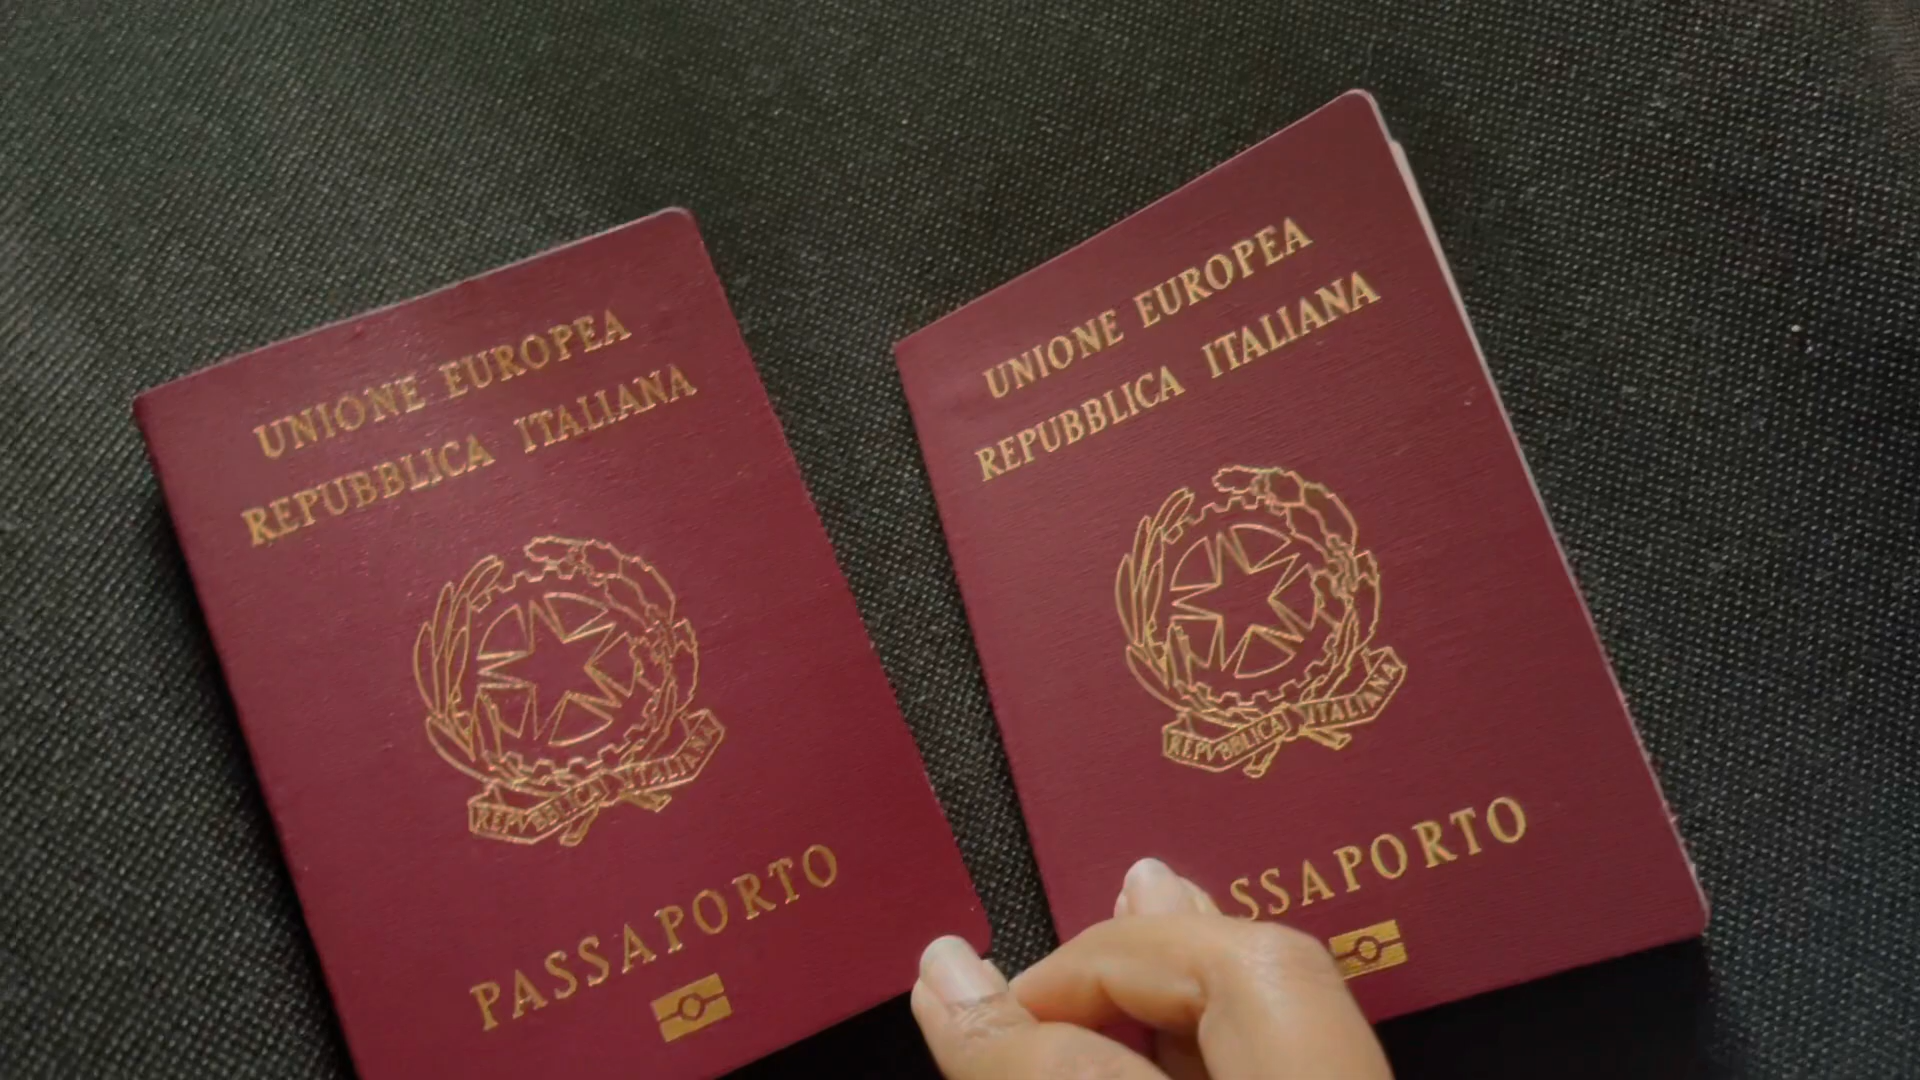 UNIONE EUROPEA
REPUBBLICA ITALIANA
REPVBBLICA ITALIANA
PASSAPORTO
UNIONE EUROPEA
REPUBBLICA ITALIANA
REPVBBLICA ITALIANA
SSAPORTO